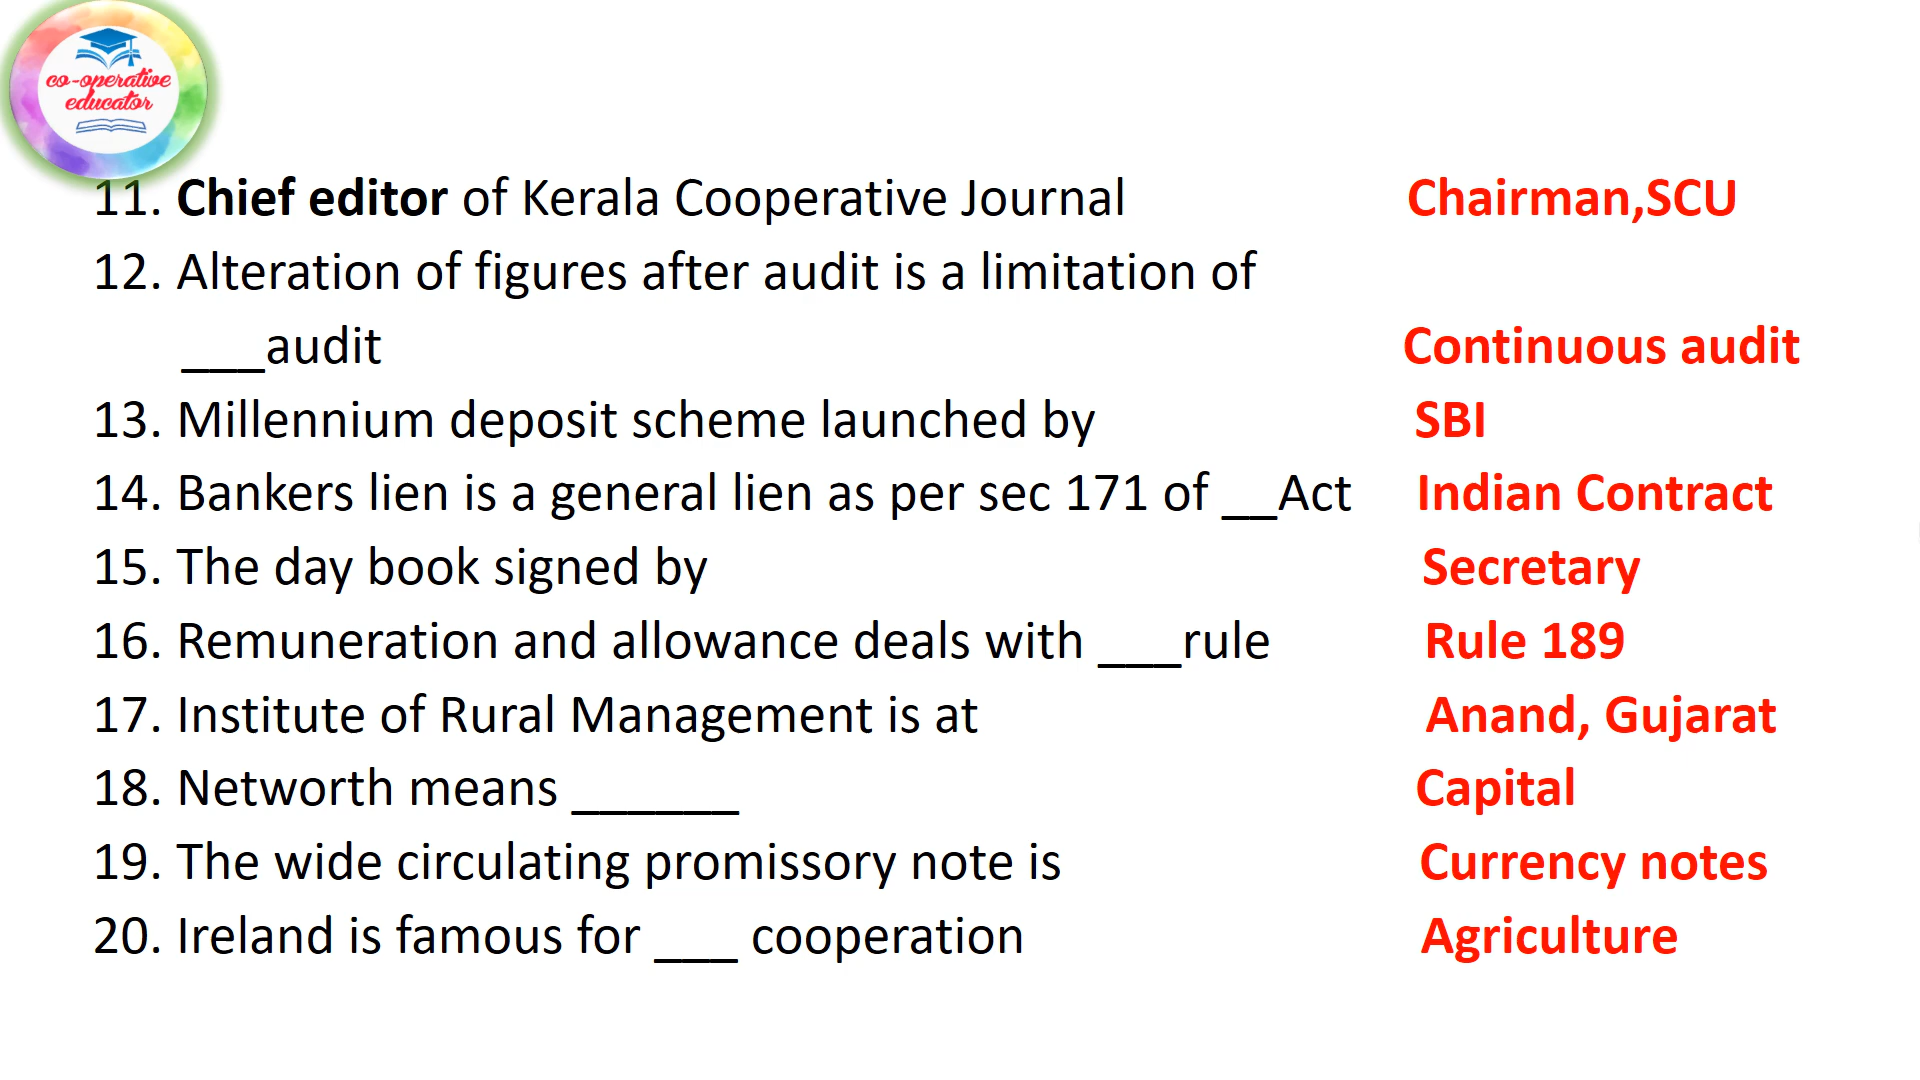 co-operative
educator
11. Chief editor of Kerala Cooperative Journal Chairman,SCU
12. Alteration of figures after audit is a limitation of
___audit Continuous audit
13. Millennium deposit scheme launched by SBI
14. Bankers lien is a general lien as per sec 171 of __Act Indian Contract
15. The day book signed by Secretary
16. Remuneration and allowance deals with ___rule Rule 189
17. Institute of Rural Management is at Anand, Gujarat
18. Networth means ______ Capital
19. The wide circulating promissory note is Currency notes
20. Ireland is famous for ___ cooperation Agriculture